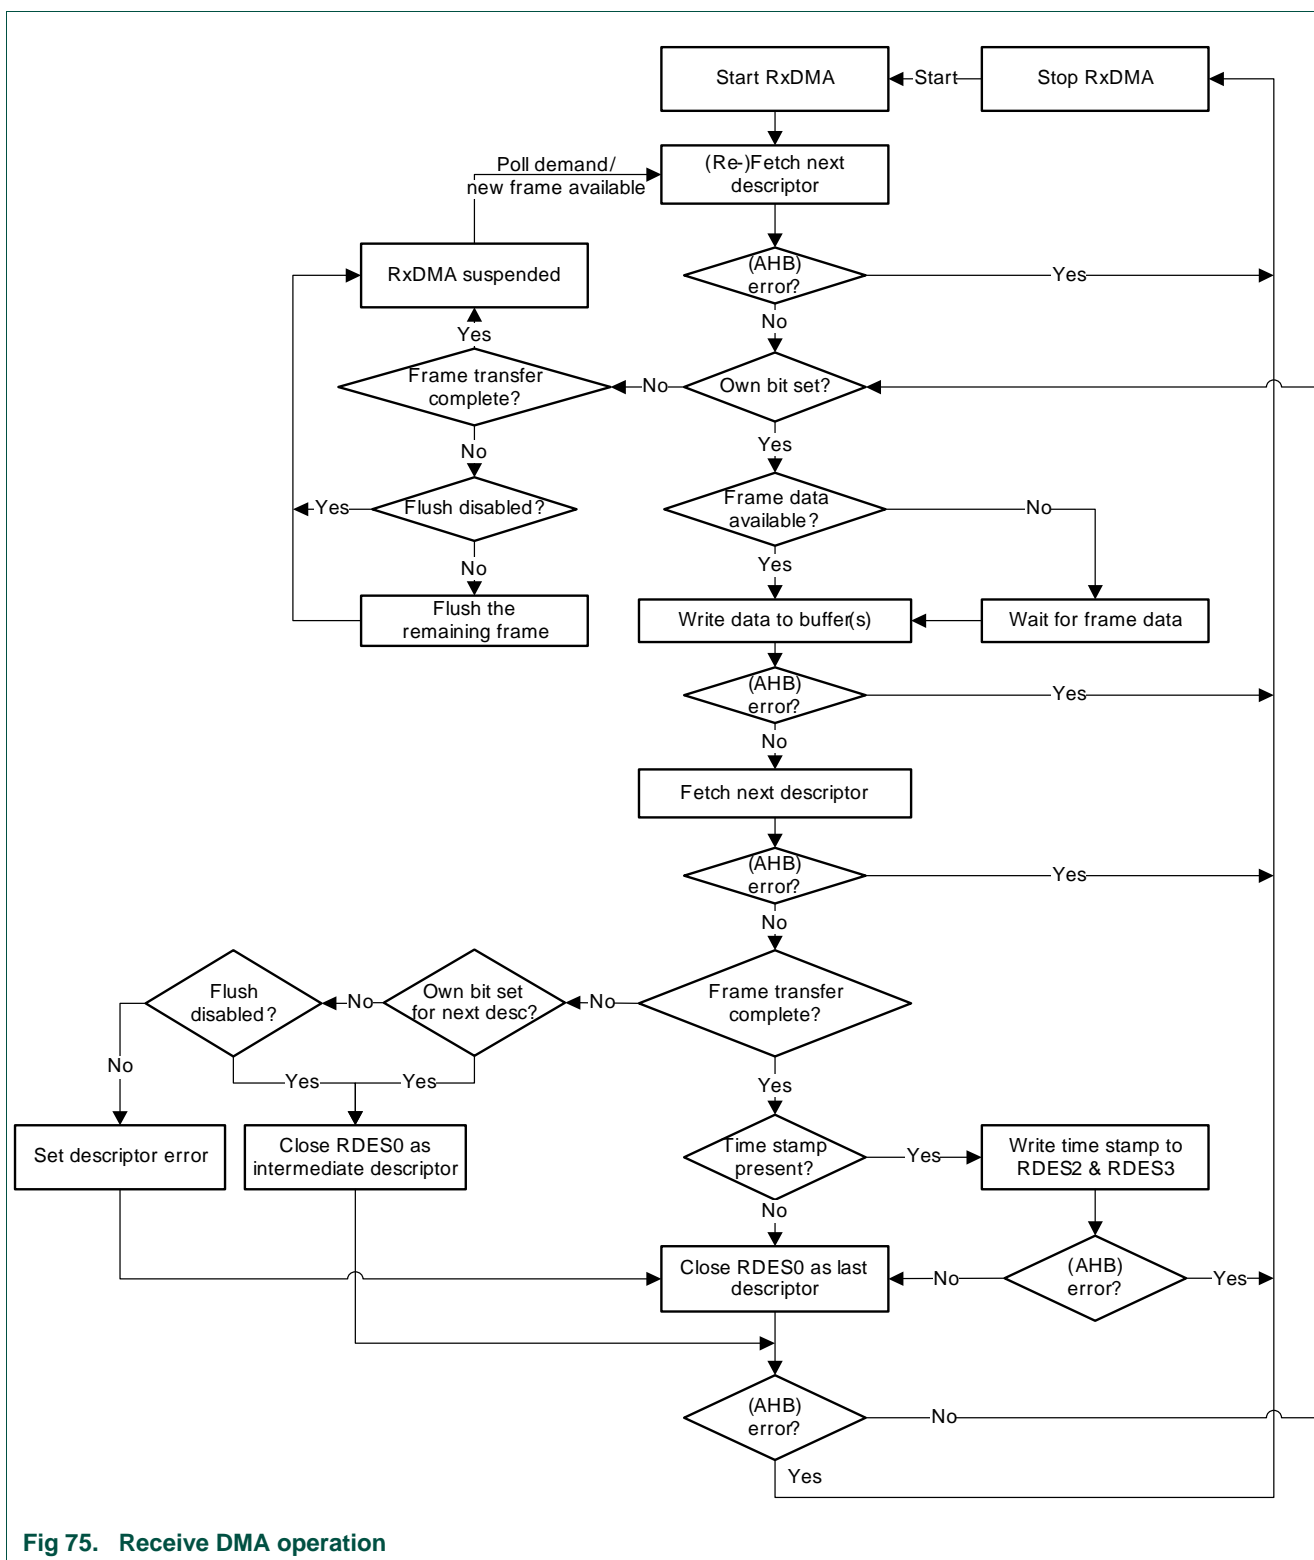 Start RxDMA
Start
Stop RxDMA
Poll demand/
new frame available
(Re-)Fetch next
descriptor
RxDMA suspended
(AHB)
error?
Yes
No
Yes
Frame transfer
complete?
No
Own bit set?
No
Yes
Yes
Flush disabled?
Frame data
available?
No
No
Yes
Flush the
remaining frame
Write data to buffer(s)
Wait for frame data
(AHB)
error?
Yes
No
Fetch next descriptor
(AHB)
error?
Yes
No
Flush
disabled?
No
Own bit set
for next desc?
No
Frame transfer
complete?
No
Yes
Yes
Yes
Set descriptor error
Close RDES0 as
intermediate descriptor
Time stamp
present?
Yes
Write time stamp to
RDES2 & RDES3
No
Close RDES0 as last
descriptor
No
(AHB)
error?
Yes
(AHB)
error?
No
Yes
Fig 75. Receive DMA operation